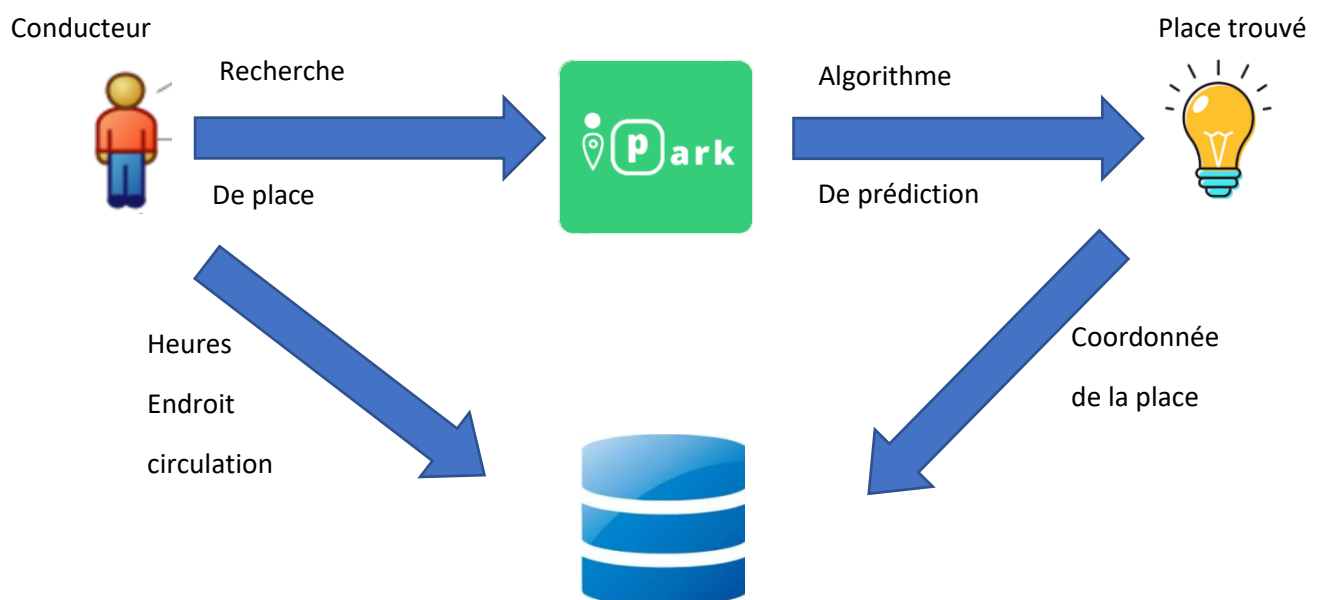 Conducteur
Place trouvé
Recherche
De place
Park
Algorithme
De prédiction
Heures
Endroit
circulation
Coordonnée
de la place